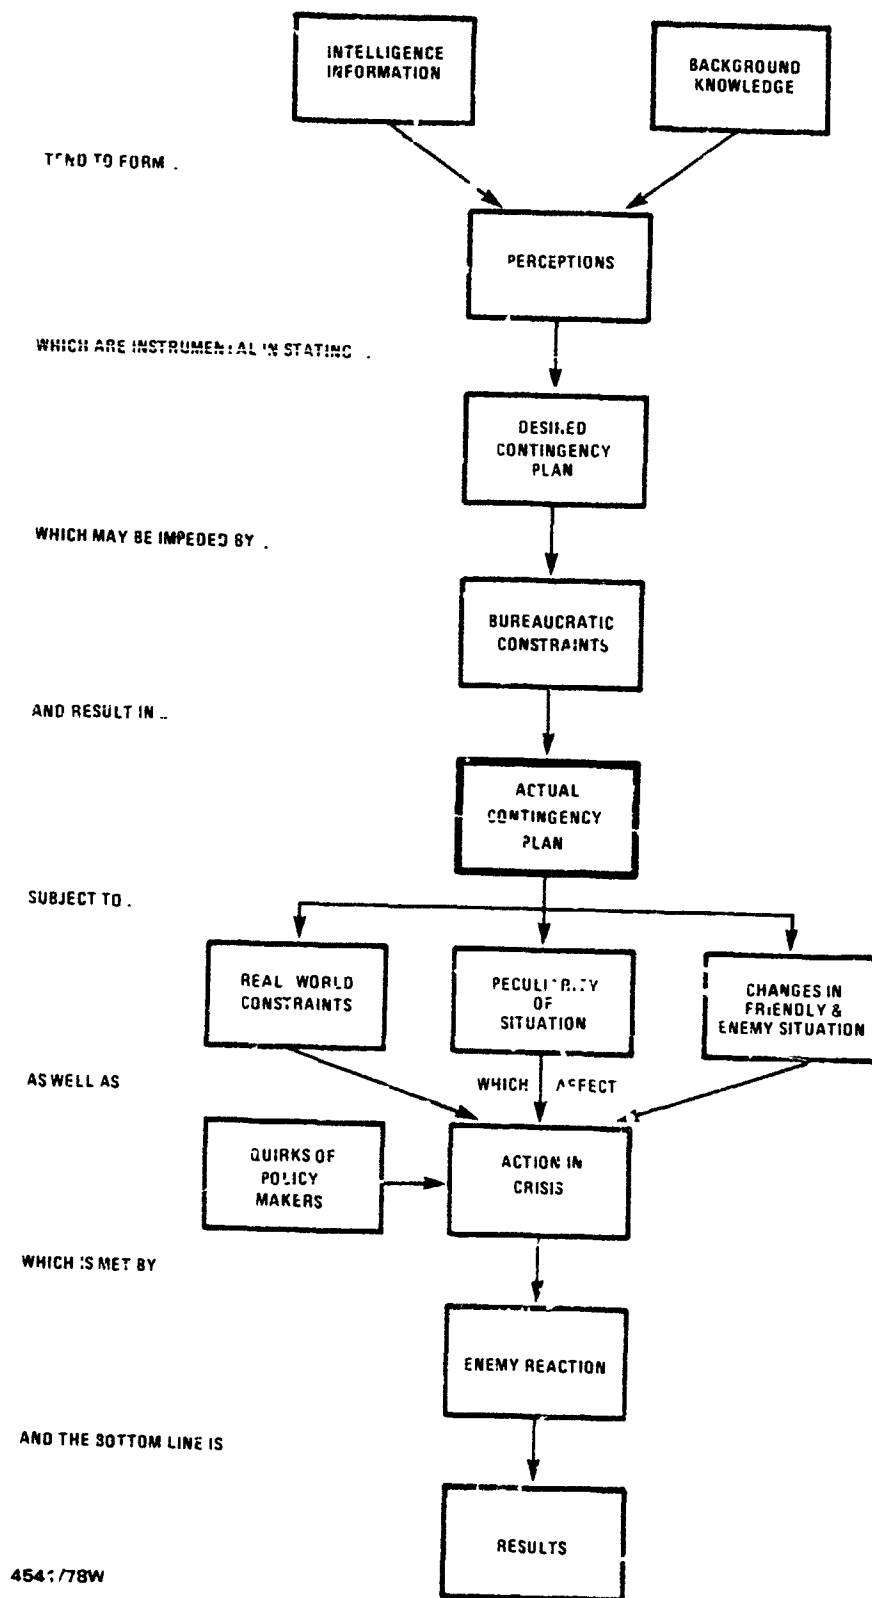 INTELLIGENCE
INFORMATION
BACKGROUND
KNOWLEDGE
TEND TO FORM .
PERCEPTIONS
WHICH ARE INSTRUMENTAL IN STATING .
DESIRED
CONTINGENCY
PLAN
WHICH MAY BE IMPEDED BY .
BUREAUCRATIC
CONSTRAINTS
AND RESULT IN ..
ACTUAL
CONTINGENCY
PLAN
SUBJECT TO .
REAL WORLD
CONSTRAINTS
PECULIARITY
OF
SITUATION
CHANGES IN
FRIENDLY &
ENEMY SITUATION
AS WELL AS
WHICH AFFECT
QUIRKS OF
POLICY
MAKERS
ACTION IN
CRISIS
WHICH IS MET BY
ENEMY REACTION
AND THE BOTTOM LINE IS
RESULTS